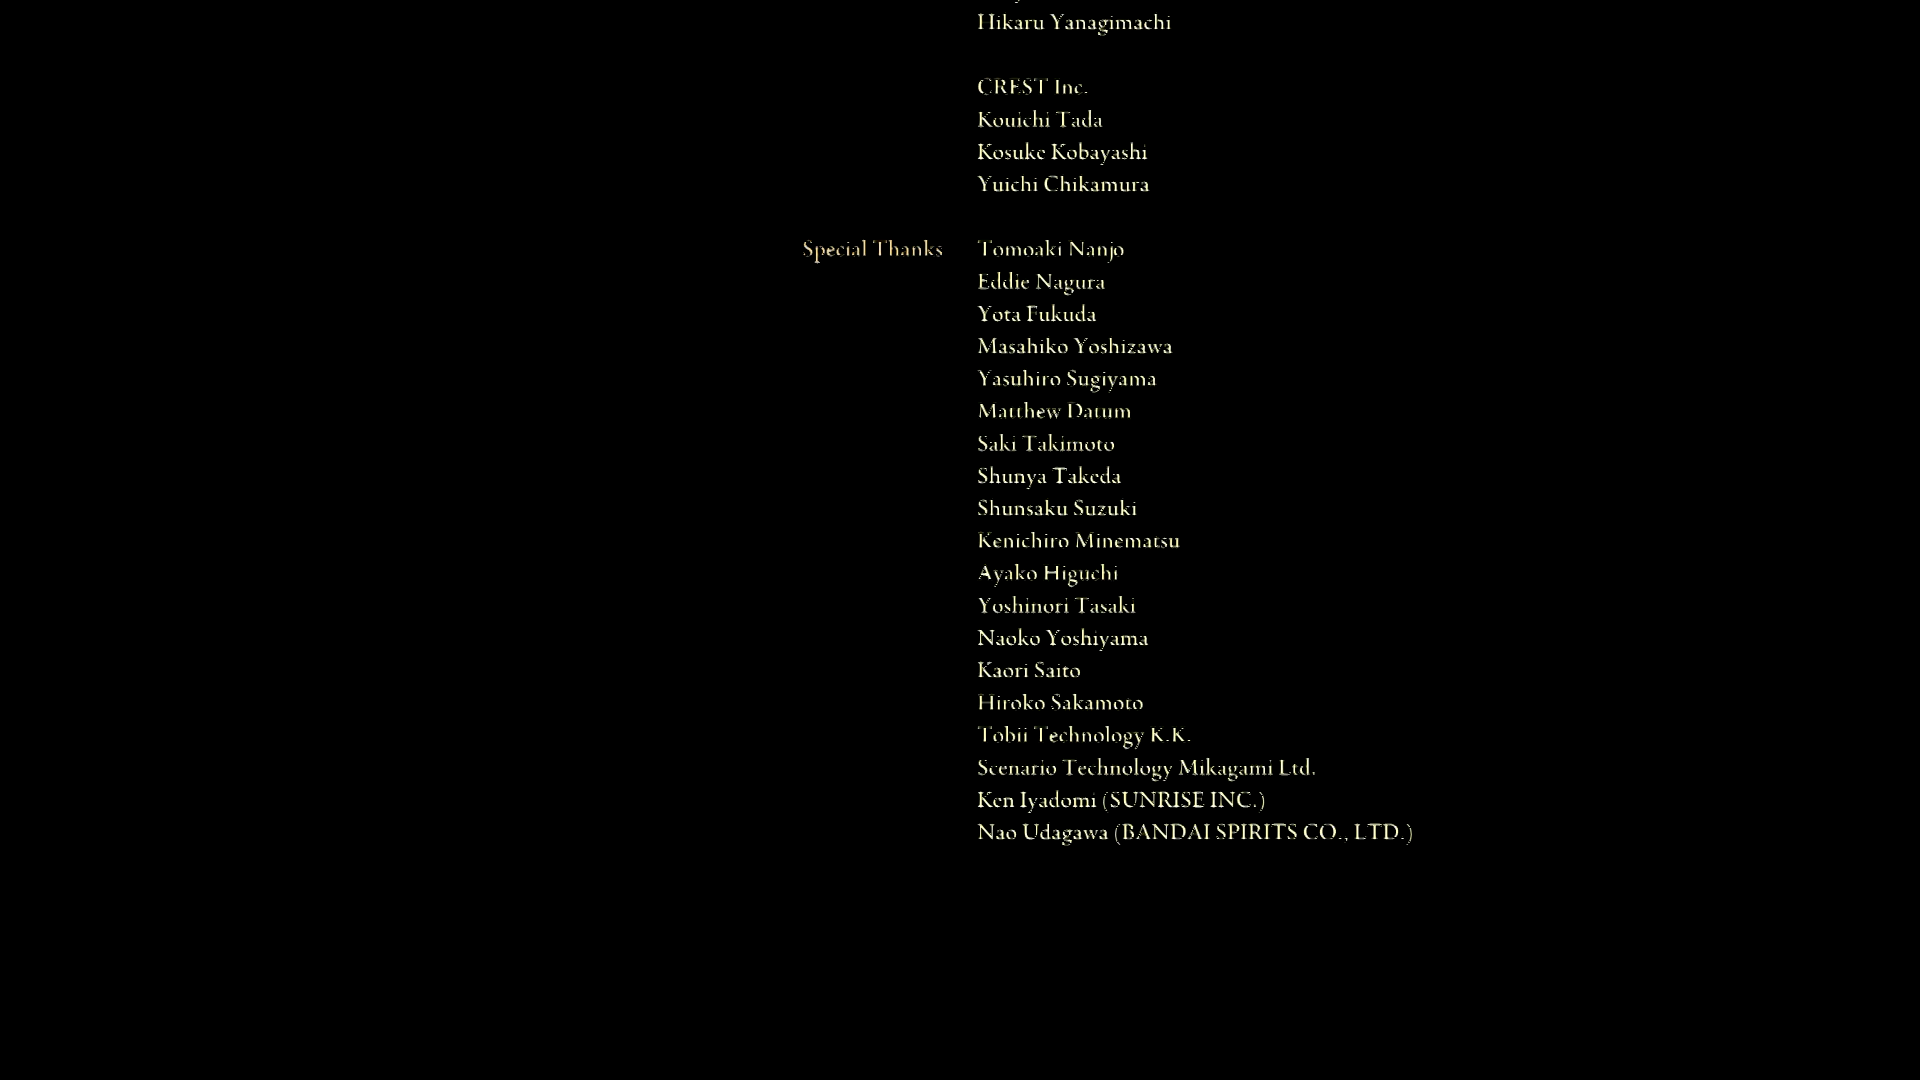 Hikaru Yanagimachi
CREST Inc.
Kouichi Tada
Kosuke Kobayashi
Yuichi Chikamura
Special Thanks Tomoaki Nanjo
Eddie Nagura
Yota Fukuda
Masahiko Yoshizawa
Yasuhiro Sugiyama
Matthew Datum
Saki Takimoto
Shunya Takeda
Shunsaku Suzuki
Kenichiro Minematsu
Ayako Higuchi
Yoshinori Tasaki
Naoko Yoshiyama
Kaori Saito
Hiroko Sakamoto
Tobii Technology K.K.
Scenario Technology Mikagami Ltd.
Ken Iyadomi (SUNRISE INC.)
Nao Udagawa (BANDAI SPIRITS CO., LTD.)